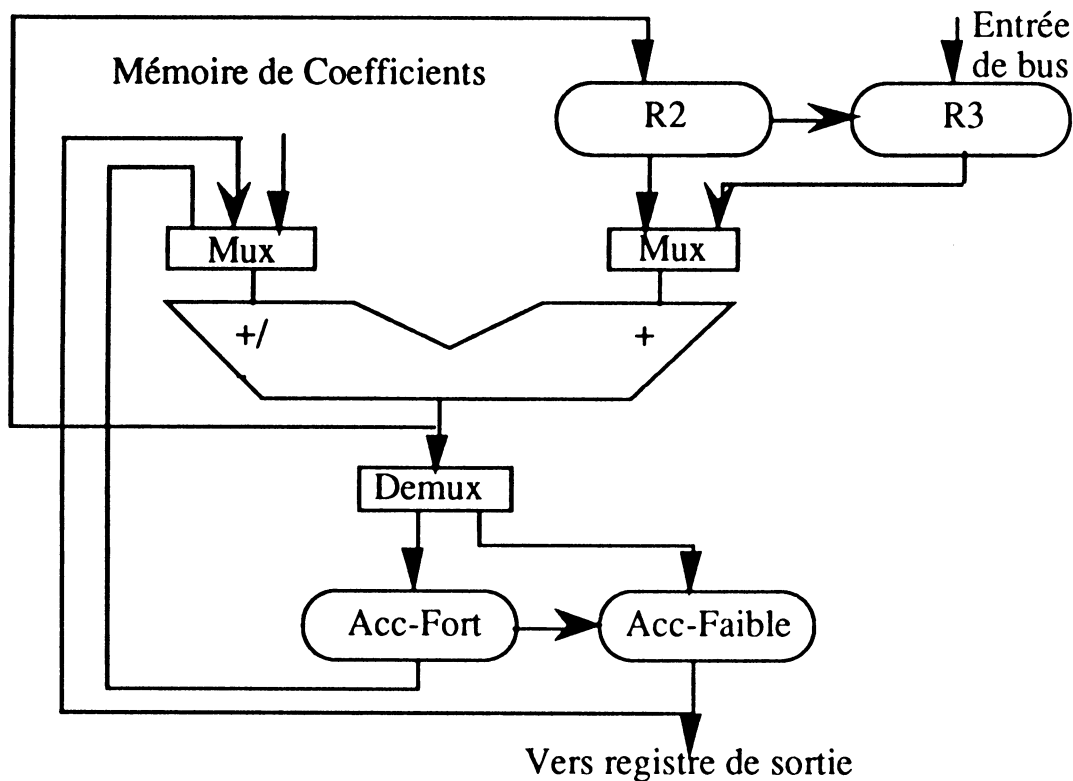 Entrée
de bus
Mémoire de Coefficients
R2
R3
Mux
Mux
+/
-
+
Demux
Acc-Fort
Acc-Faible
Vers registre de sortie